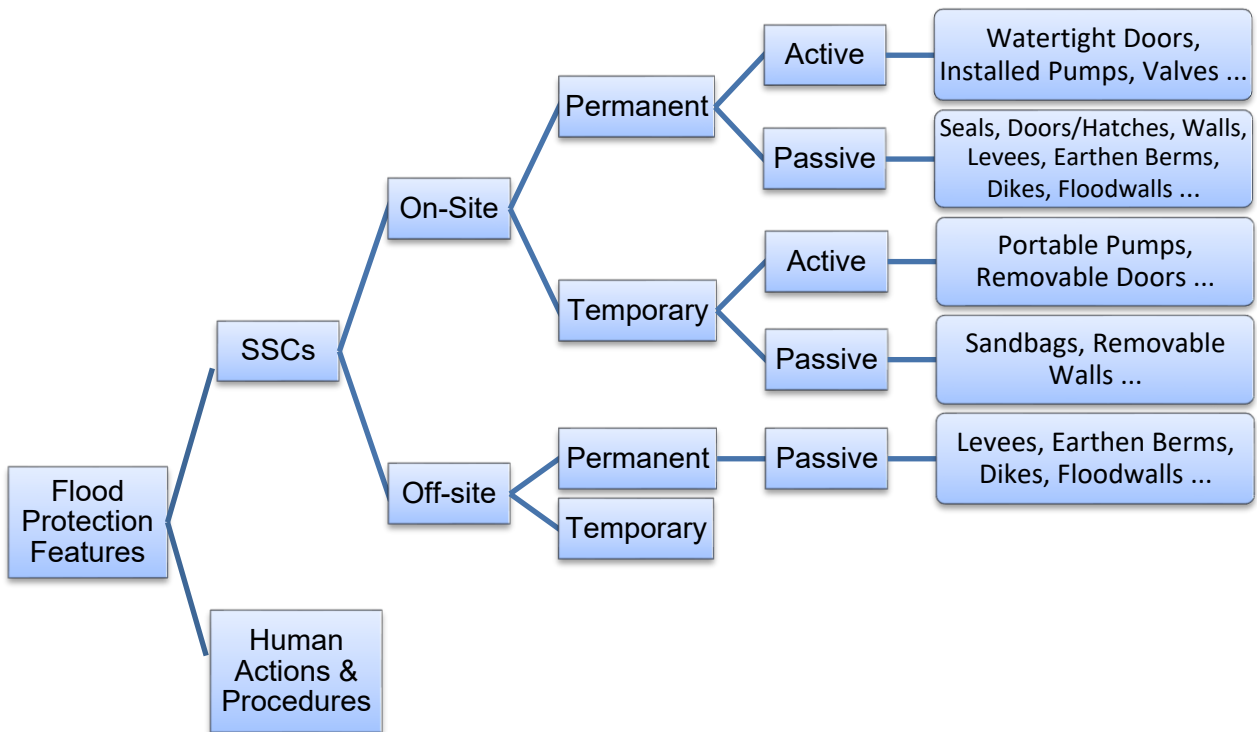 Flood
Protection
Features
SSCs
Human
Actions &
Procedures
On-Site
Off-site
Permanent
Temporary
Permanent
Temporary
Active
Passive
Active
Passive
Passive
Watertight Doors,
Installed Pumps, Valves ...
Seals, Doors/Hatches, Walls,
Levees, Earthen Berms,
Dikes, Floodwalls ...
Portable Pumps,
Removable Doors ...
Sandbags, Removable
Walls ...
Levees, Earthen Berms,
Dikes, Floodwalls ...